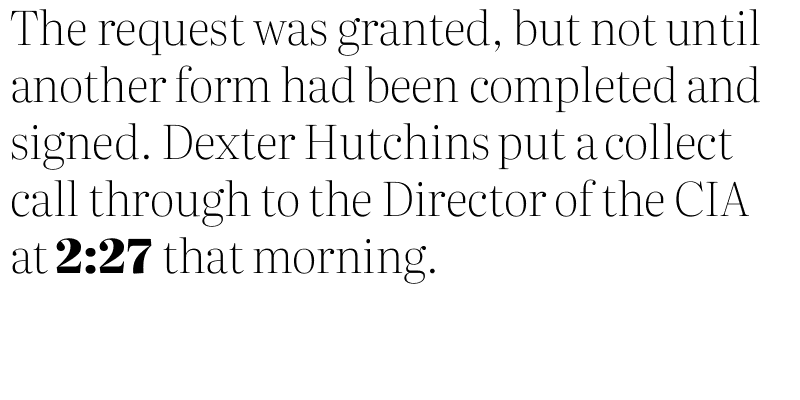 The request was granted, but not until
another form had been completed and
signed. Dexter Hutchins put a collect
call through to the Director of the CIA
at 2:27 that morning.